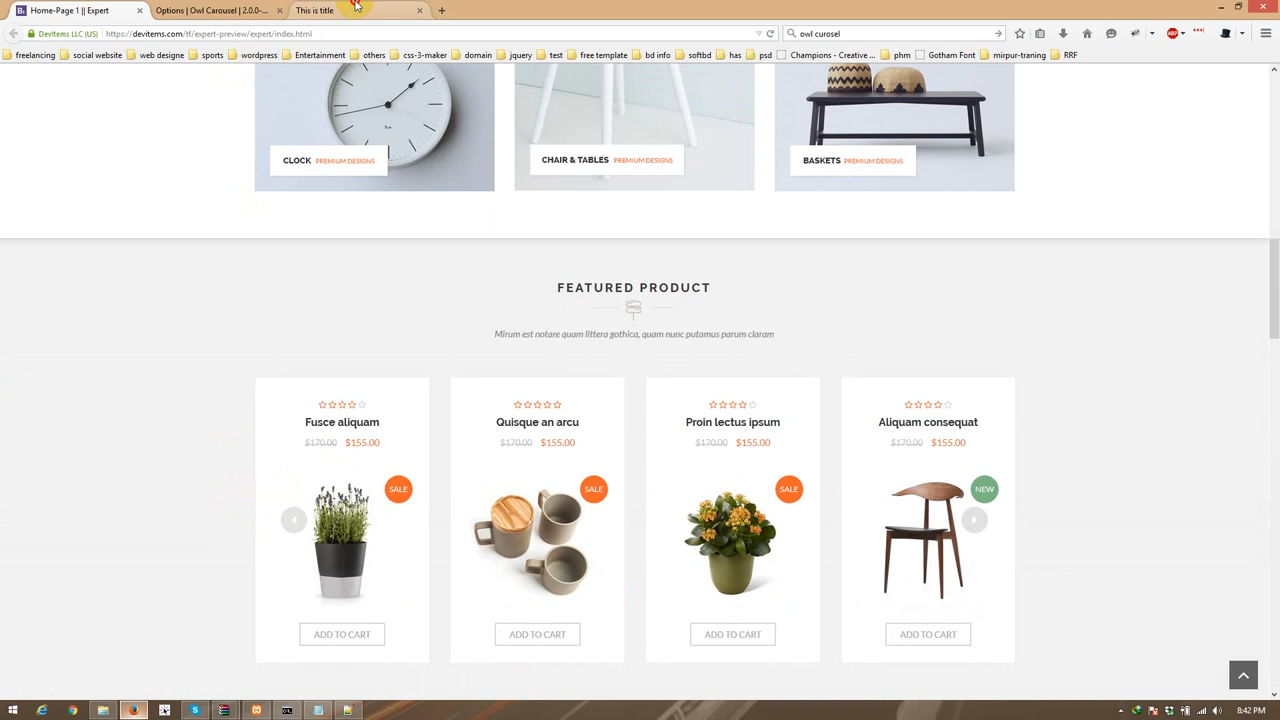 Home-Page 1 || Expert
Options | Owl Carousel | 2.0.0-...
This is title
Devitems LLC (US)
https://devitems.com/tf/expert-preview/expert/index.html
owl curosel
freelancing
social website
web designe
sports
wordpress
Entertainment
others
css-3-maker
domain
jquery
test
free template
bd info
softbd
has
psd
Champions - Creative ...
phm
Gotham Font
mirpur-traning
RRF
CLOCK PREMIUM DESIGNS
CHAIR & TABLES PREMIUM DESIGNS
BASKETS PREMIUM DESIGNS
FEATURED PRODUCT
Mirum est notare quam littera gothica, quam nunc putamus parum claram
Fusce aliquam
$170.00 $155.00
SALE
ADD TO CART
Quisque an arcu
$170.00 $155.00
SALE
ADD TO CART
Proin lectus ipsum
$170.00 $155.00
SALE
ADD TO CART
Aliquam consequat
$170.00 $155.00
NEW
ADD TO CART
8:42 PM